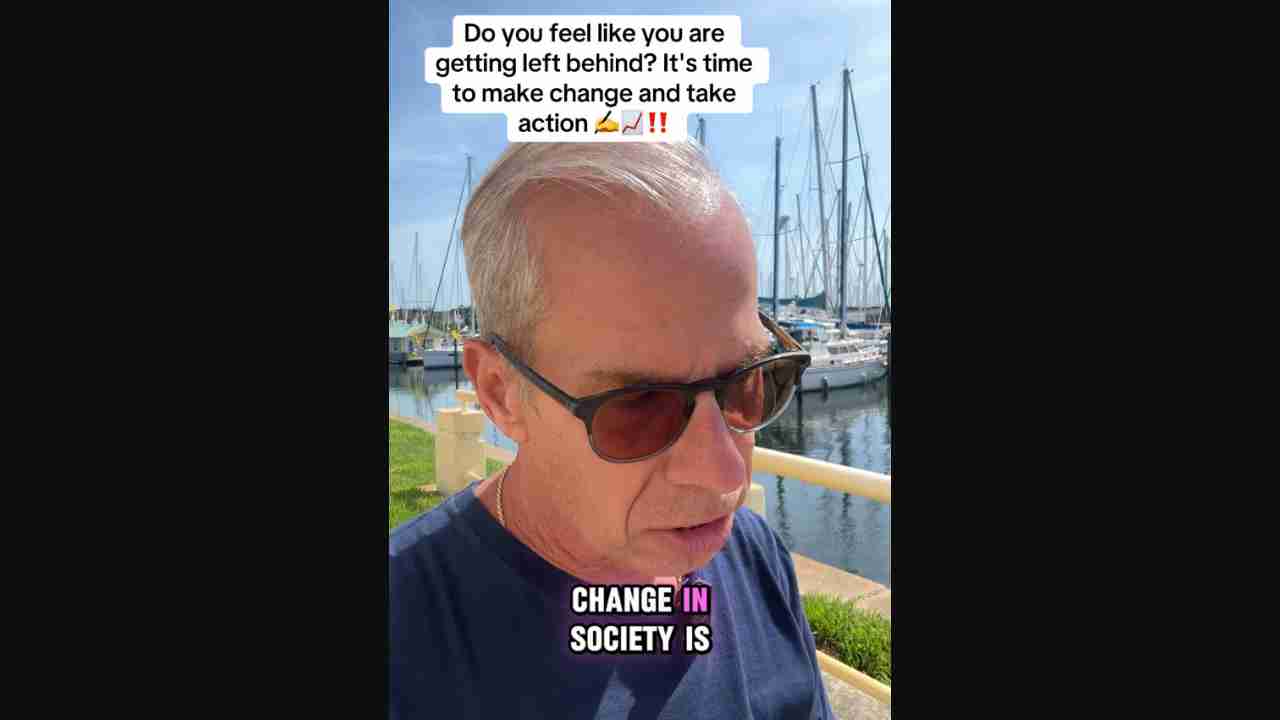 Do you feel like you are
getting left behind? It's time
to make change and take
action ✍️📈‼️
CHANGE IN
SOCIETY IS